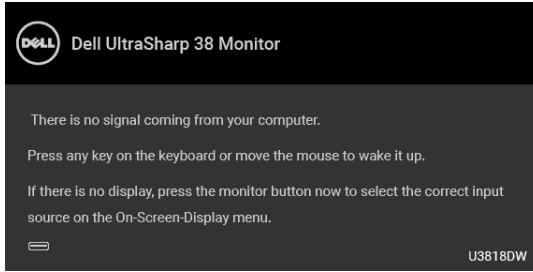 DELL
Dell UltraSharp 38 Monitor
There is no signal coming from your computer.
Press any key on the keyboard or move the mouse to wake it up.
If there is no display, press the monitor button now to select the correct input
source on the On-Screen-Display menu.
U3818DW